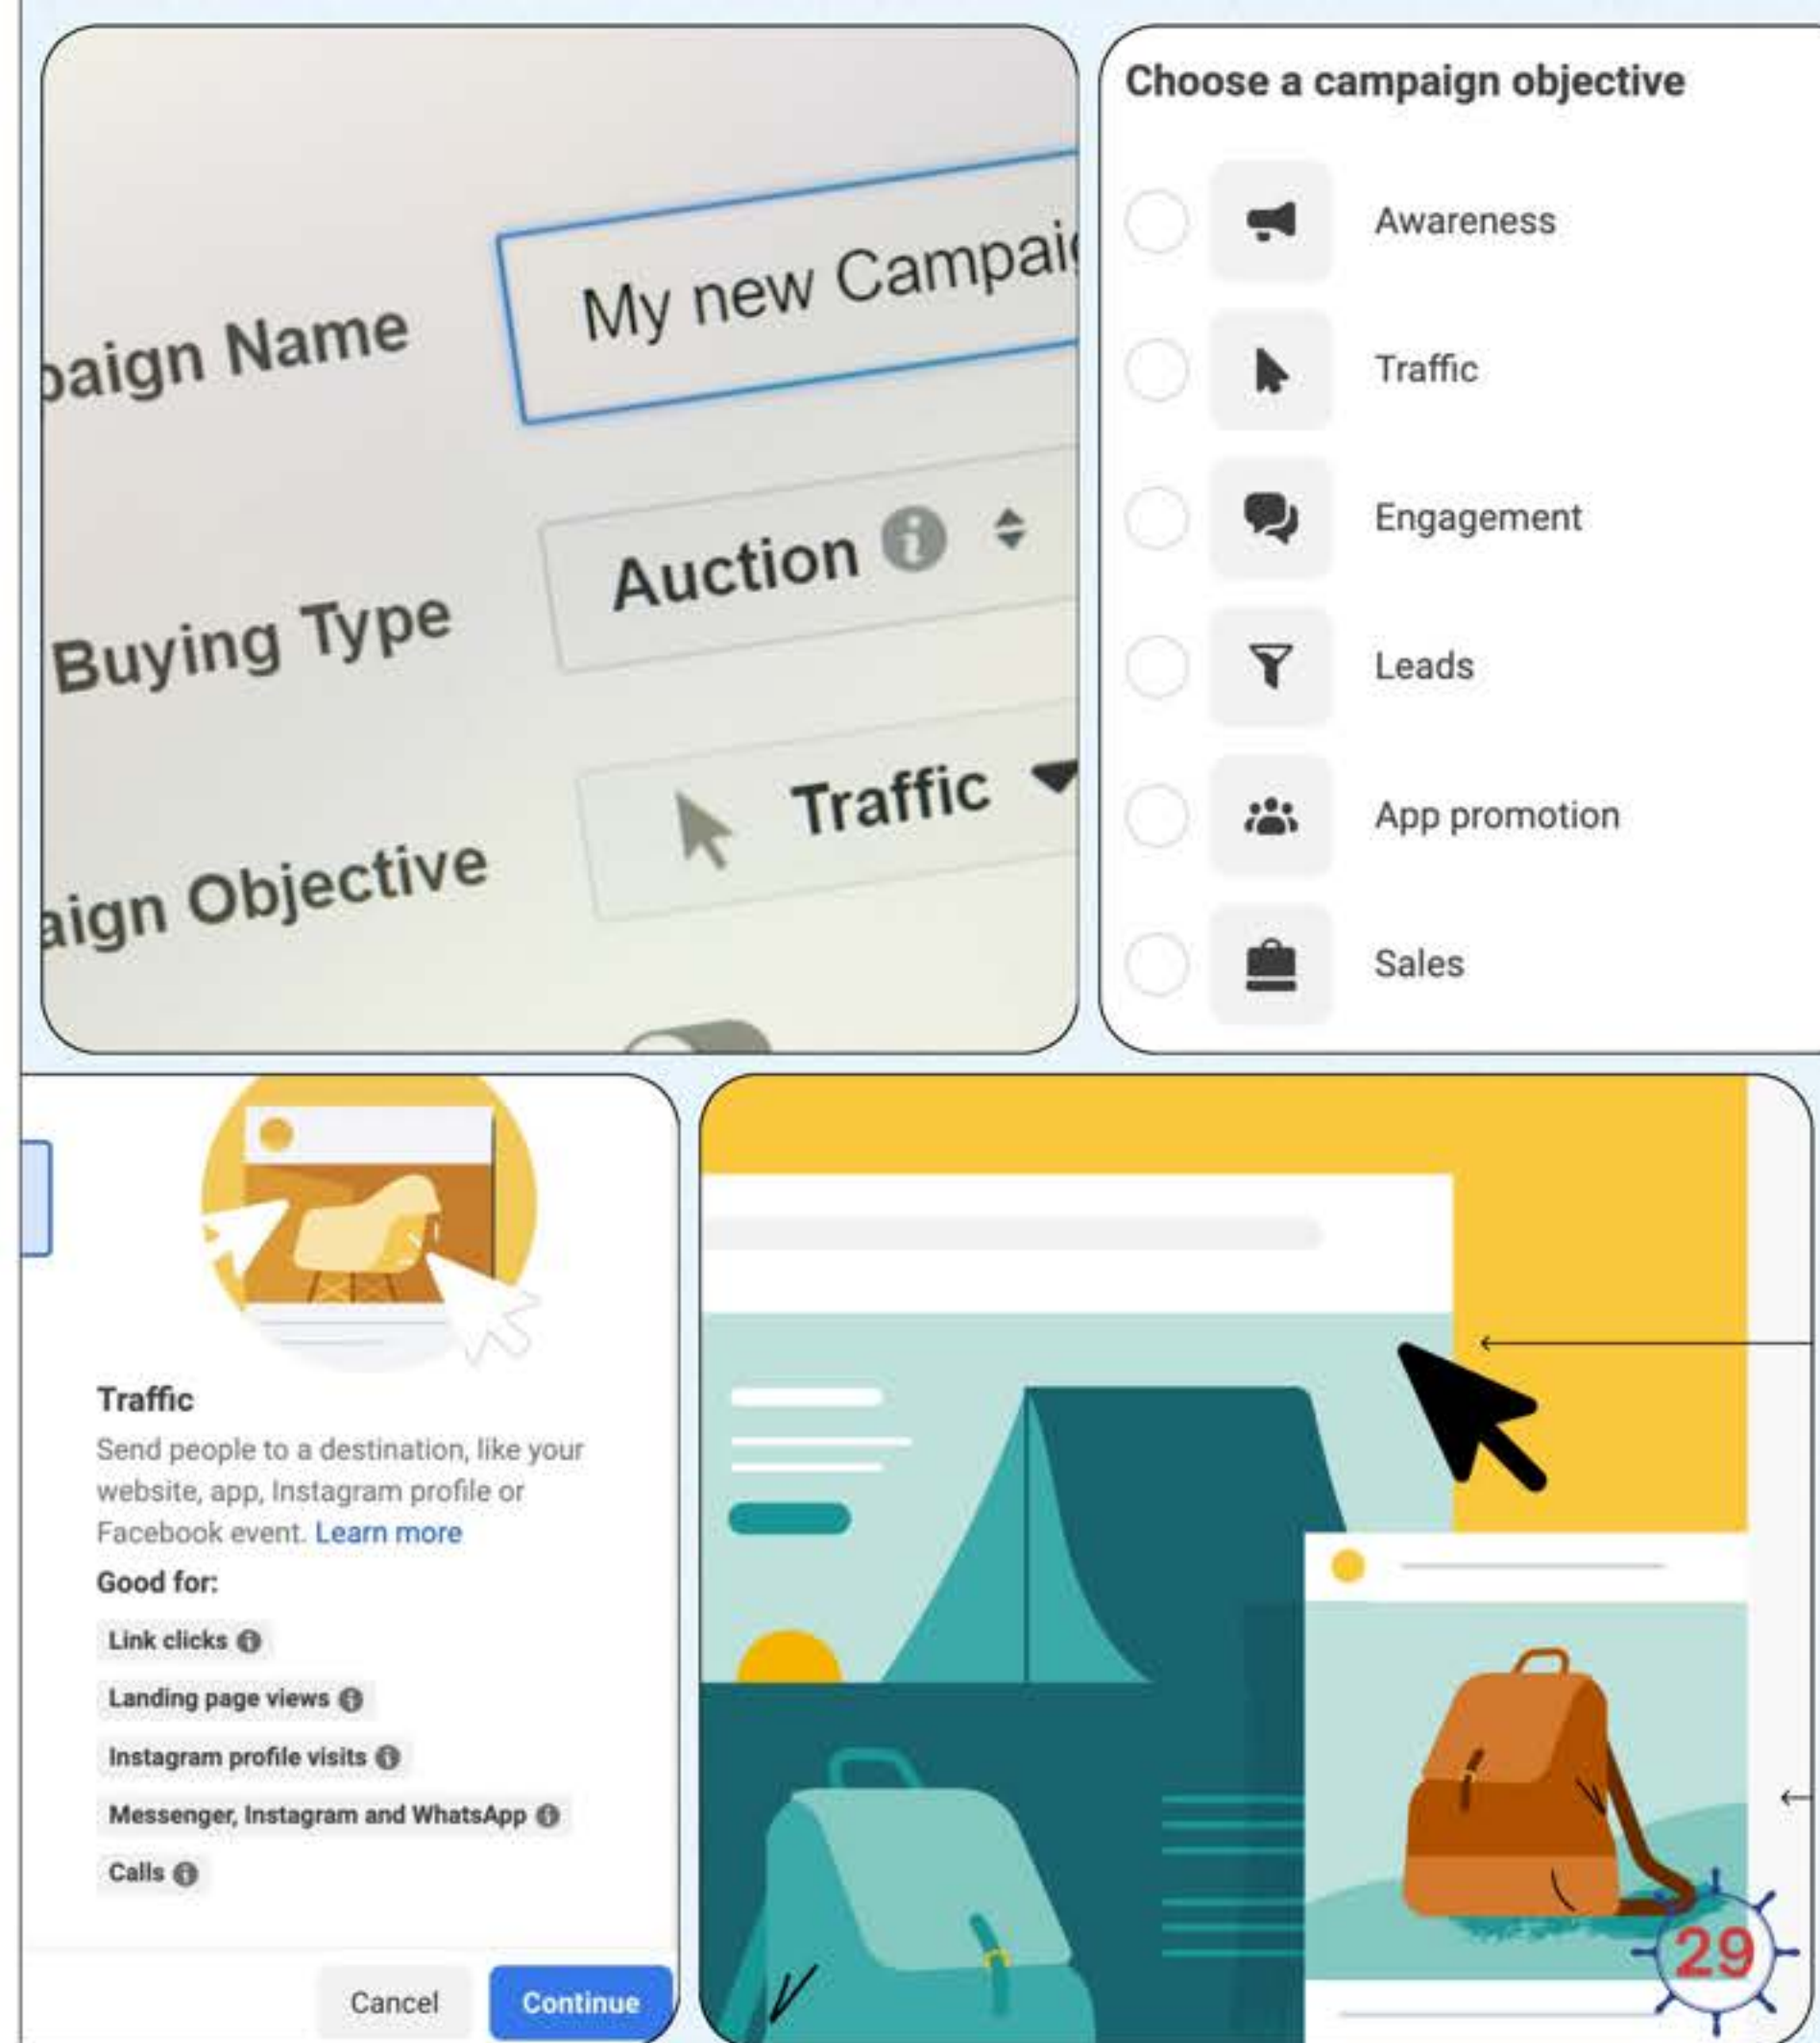 paign Name
My new Campaig
Buying Type
Auction
aign Objective
Traffic
Choose a campaign objective
Awareness
Traffic
Engagement
Leads
App promotion
Sales
Traffic
Send people to a destination, like your
website, app, Instagram profile or
Facebook event. Learn more
Good for:
Link clicks
Landing page views
Instagram profile visits
Messenger, Instagram and WhatsApp
Calls
Cancel
Continue
29